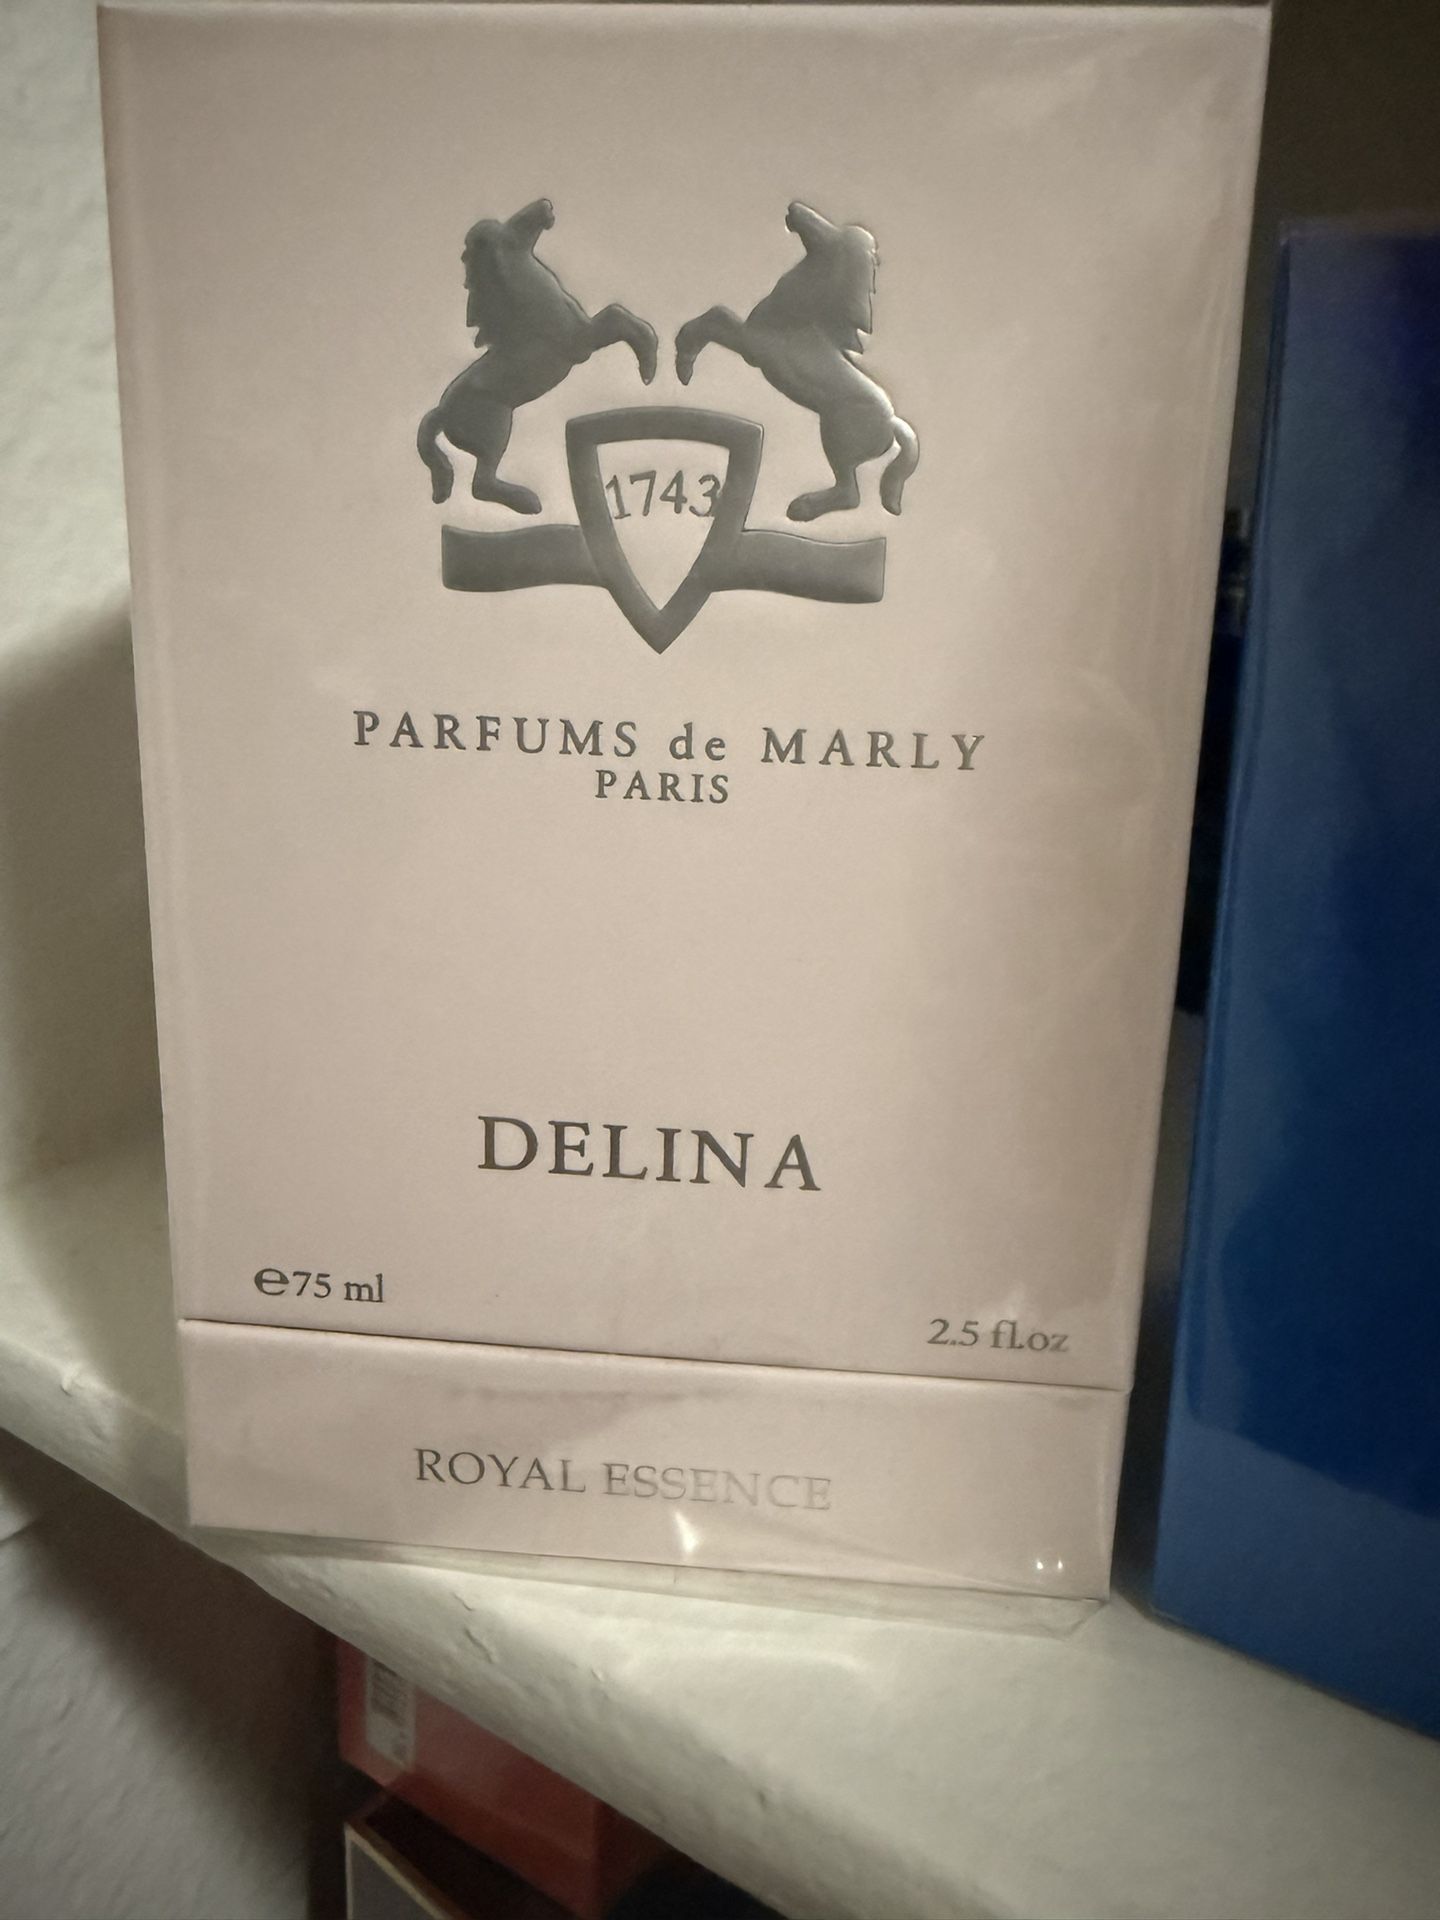 1743
PARFUMS de MARLY
PARIS
DELINA
℮75 ml
2.5 fl.oz
ROYAL ESSENCE